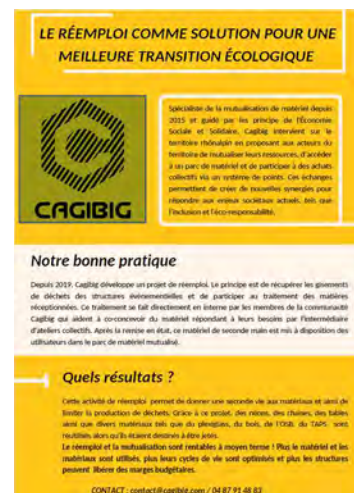 LE RÉEMPLOI COMME SOLUTION POUR UNE
MEILLEURE TRANSITION ÉCOLOGIQUE
Spécialiste de la mutualisation de matériel depuis
2015 et guidé par les principe de l'Économie
Sociale et Solidaire, Cagibig intervient sur le
territoire rhônalpin en proposant aux acteurs du
territoire de mutualiser leurs ressources, d'accéder
à un parc de matériel et de participer à des achats
collectifs via un système de points. Ces échanges
permettent de créer de nouvelles synergies pour
répondre aux enjeux sociétaux actuels, tels que
l'inclusion et l'éco-responsabilité.
CAGIBIG
Notre bonne pratique
Depuis 2019, Cagibig développe un projet de réemploi. Le principe est de récupérer les gisements
de déchets des structures événementielles et de participer au traitement des matières
réceptionnées. Ce traitement se fait directement en interne par les membres de la communauté
Cagibig qui aident à co-concevoir du matériel répondant à leurs besoins par l'intermédiaire
d'ateliers collectifs. Après la remise en état, ce matériel de seconde main est mis à disposition des
utilisateurs dans le parc de matériel mutualisé.
Quels résultats ?
Cette activité de réemploi permet de donner une seconde vie aux matériaux et ainsi de
limiter la production de déchets. Grâce à ce projet, des nices, des chaises, des tables
ainsi que divers matériaux tels que du plexiglas, du bois, de l'OSB, du TAPS sont
reutilisés alors qu'ils étaient destinés à être jetés.
Le réemploi et la mutualisation sont rentables à moyen terme ! Plus le matériel et les
matériaux sont utilisés, plus leurs cycles de vie sont optimisés et plus les structures
peuvent libérer des marges budgétaires.
CONTACT : contact@cagibig.com / 04 87 91 48 83